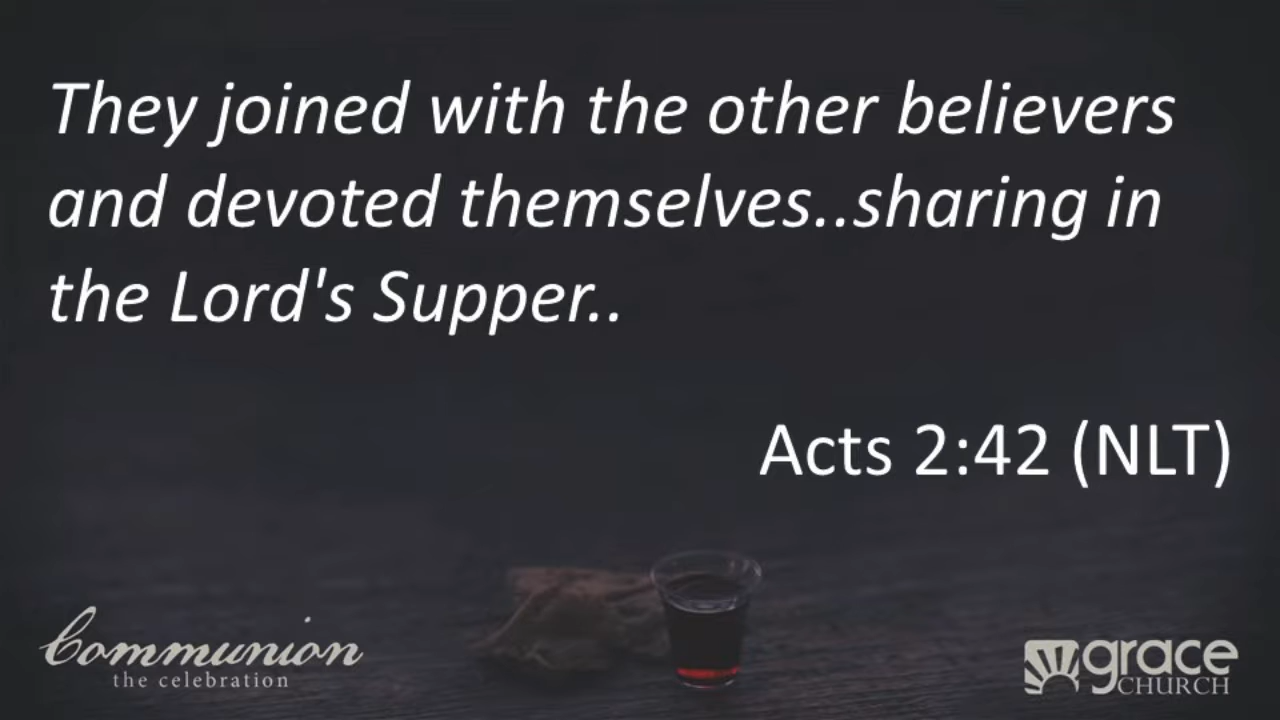 They joined with the other believers
and devoted themselves..sharing in
the Lord's Supper..
Acts 2:42 (NLT)
Communion
the celebration
grace
CHURCH